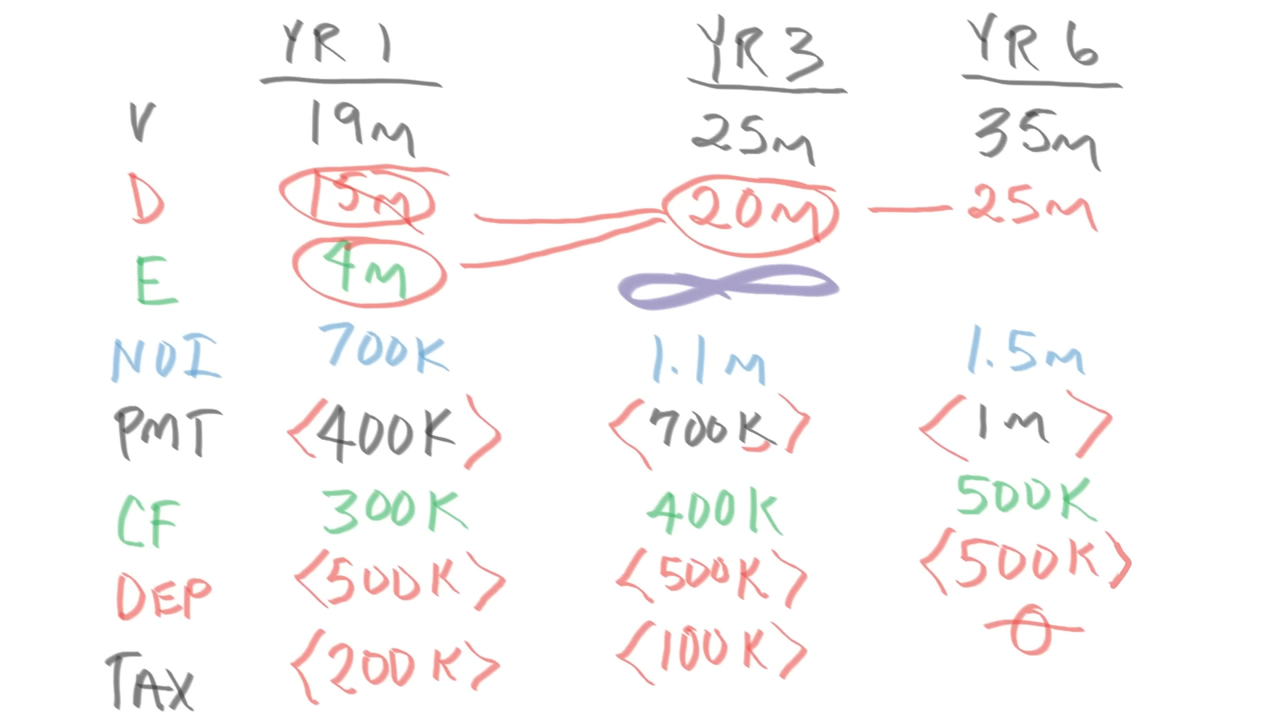 YR 1 YR 3 YR 6
V 19M 25M 35M
D 15M 20M 25M
E 4M
NOI 700K 1.1M 1.5M
PMT <400K> <700K> <1M>
CF 300K 400K 500K
DEP <500K> <500K> <500K>
TAX <200K> <100K> 0